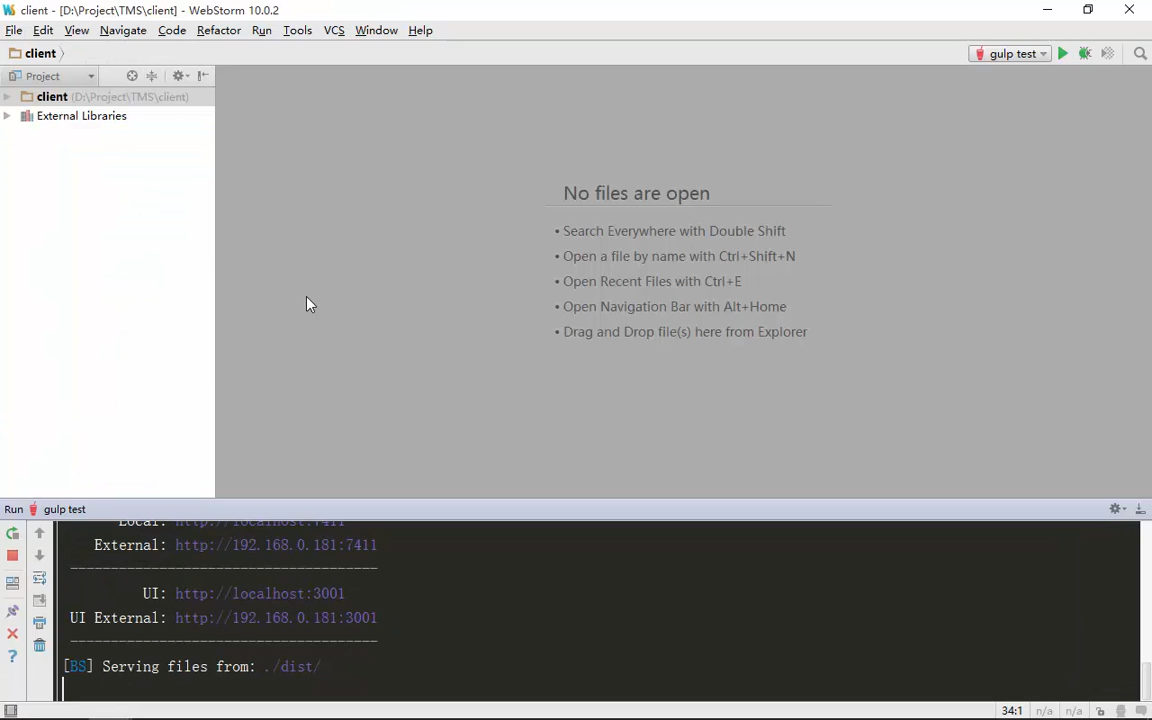 client - [D:\Project\TMS\client] - WebStorm 10.0.2
File Edit View Navigate Code Refactor Run Tools VCS Window Help
client
gulp test
Project
client (D:\Project\TMS\client)
External Libraries
No files are open
• Search Everywhere with Double Shift
• Open a file by name with Ctrl+Shift+N
• Open Recent Files with Ctrl+E
• Open Navigation Bar with Alt+Home
• Drag and Drop file(s) here from Explorer
Run gulp test
Local: http://localhost:7411
External: http://192.168.0.181:7411
-------------------------------------
UI: http://localhost:3001
UI External: http://192.168.0.181:3001
-------------------------------------
[BS] Serving files from: ./dist/
34:1 n/a n/a